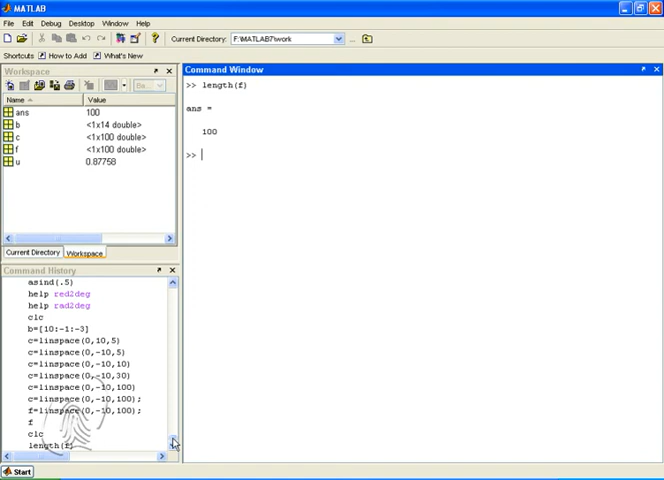 MATLAB
File Edit Debug Desktop Window Help
Current Directory: F:\MATLAB7\work
Shortcuts How to Add What's New
Workspace
Name Value
ans 100
b <1x14 double>
c <1x100 double>
f <1x100 double>
u 0.87758
Current Directory Workspace
Command History
asind(.5)
help red2deg
help rad2deg
clc
b=[10:-1:-3]
c=linspace(0,10,5)
c=linspace(0,-10,5)
c=linspace(0,-10,10)
c=linspace(0,-10,30)
c=linspace(0,-10,100)
c=linspace(0,-10,100);
f=linspace(0,-10,100);
f
clc
length(f)
Command Window
>> length(f)
ans =
100
>>
Start